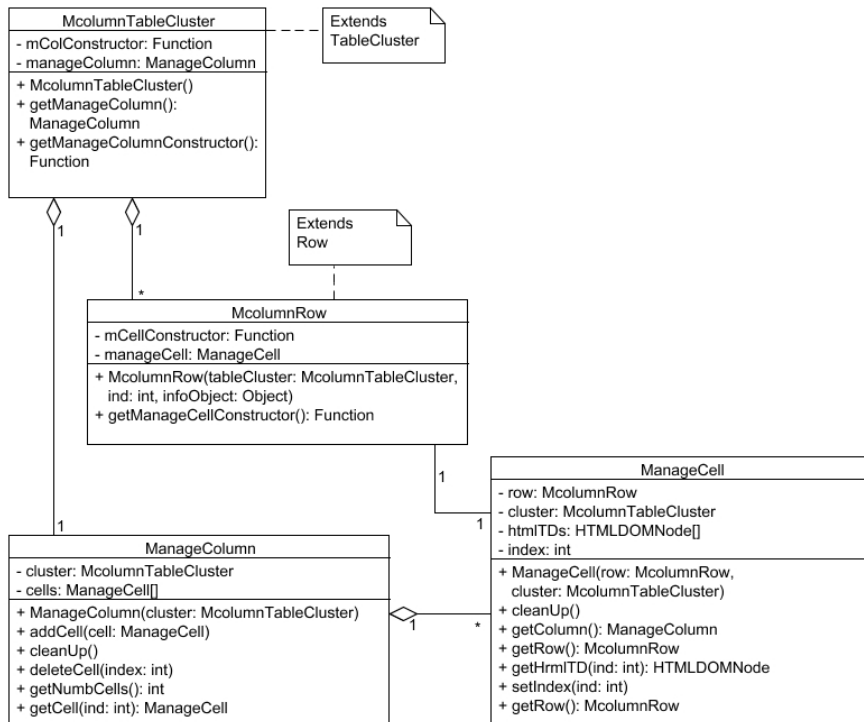 McolumnTableCluster
- mColConstructor: Function
- manageColumn: ManageColumn
+ McolumnTableCluster()
+ getManageColumn():
ManageColumn
+ getManageColumnConstructor():
Function
Extends
TableCluster
1
1
Extends
Row
*
McolumnRow
- mCellConstructor: Function
- manageCell: ManageCell
+ McolumnRow(tableCluster: McolumnTableCluster,
ind: int, infoObject: Object)
+ getManageCellConstructor(): Function
1
1
ManageCell
- row: McolumnRow
- cluster: McolumnTableCluster
- htmlTDs: HTMLDOMNode[]
- index: int
+ ManageCell(row: McolumnRow,
cluster: McolumnTableCluster)
+ cleanUp()
+ getColumn(): ManageColumn
+ getRow(): McolumnRow
+ getHrmlTD(ind: int): HTMLDOMNode
+ setIndex(ind: int)
+ getRow(): McolumnRow
1
ManageColumn
- cluster: McolumnTableCluster
- cells: ManageCell[]
+ ManageColumn(cluster: McolumnTableCluster)
+ addCell(cell: ManageCell)
+ cleanUp()
+ deleteCell(index: int)
+ getNumbCells(): int
+ getCell(ind: int): ManageCell
1
*